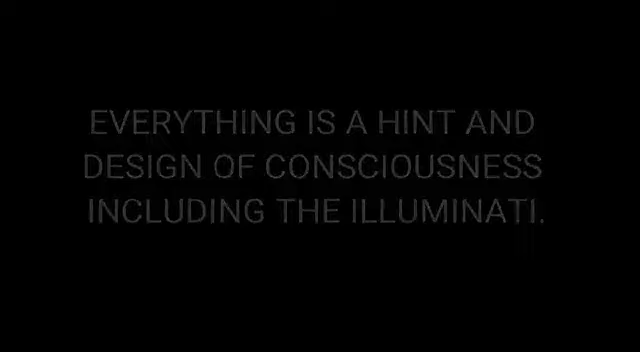 EVERYTHING IS A HINT AND
DESIGN OF CONSCIOUSNESS
INCLUDING THE ILLUMINATI.